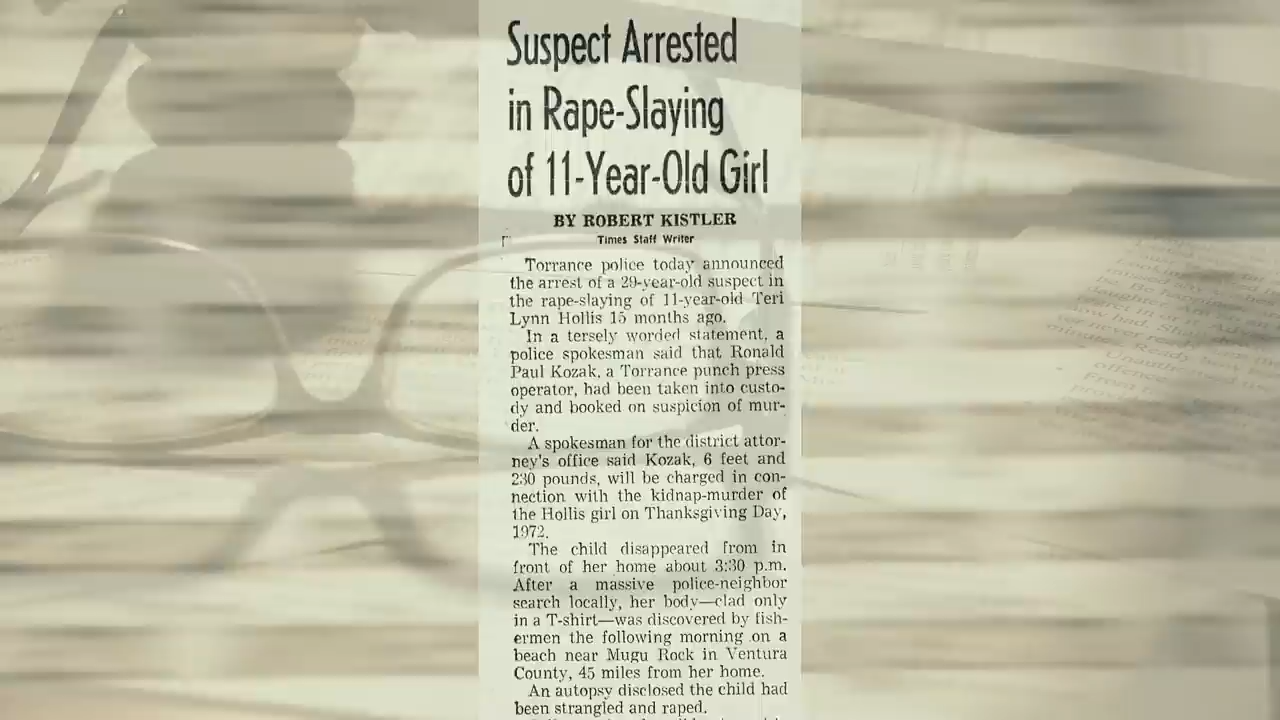 Suspect Arrested
in Rape-Slaying
of 11-Year-Old Girl
BY ROBERT KISTLER
Times Staff Writer
Torrance police today announced
the arrest of a 29-year-old suspect in
the rape-slaying of 11-year-old Teri
Lynn Hollis 15 months ago.
In a tersely worded statement, a
police spokesman said that Ronald
Paul Kozak, a Torrance punch press
operator, had been taken into custo-
dy and booked on suspicion of mur-
der.
A spokesman for the district attor-
ney's office said Kozak, 6 feet and
230 pounds, will be charged in con-
nection with the kidnap-murder of
the Hollis girl on Thanksgiving Day,
1972.
The child disappeared from in
front of her home about 3:30 p.m.
After a massive police-neighbor
search locally, her body—clad only
in a T-shirt—was discovered by fish-
ermen the following morning on a
beach near Mugu Rock in Ventura
County, 45 miles from her home.
An autopsy disclosed the child had
been strangled and raped.